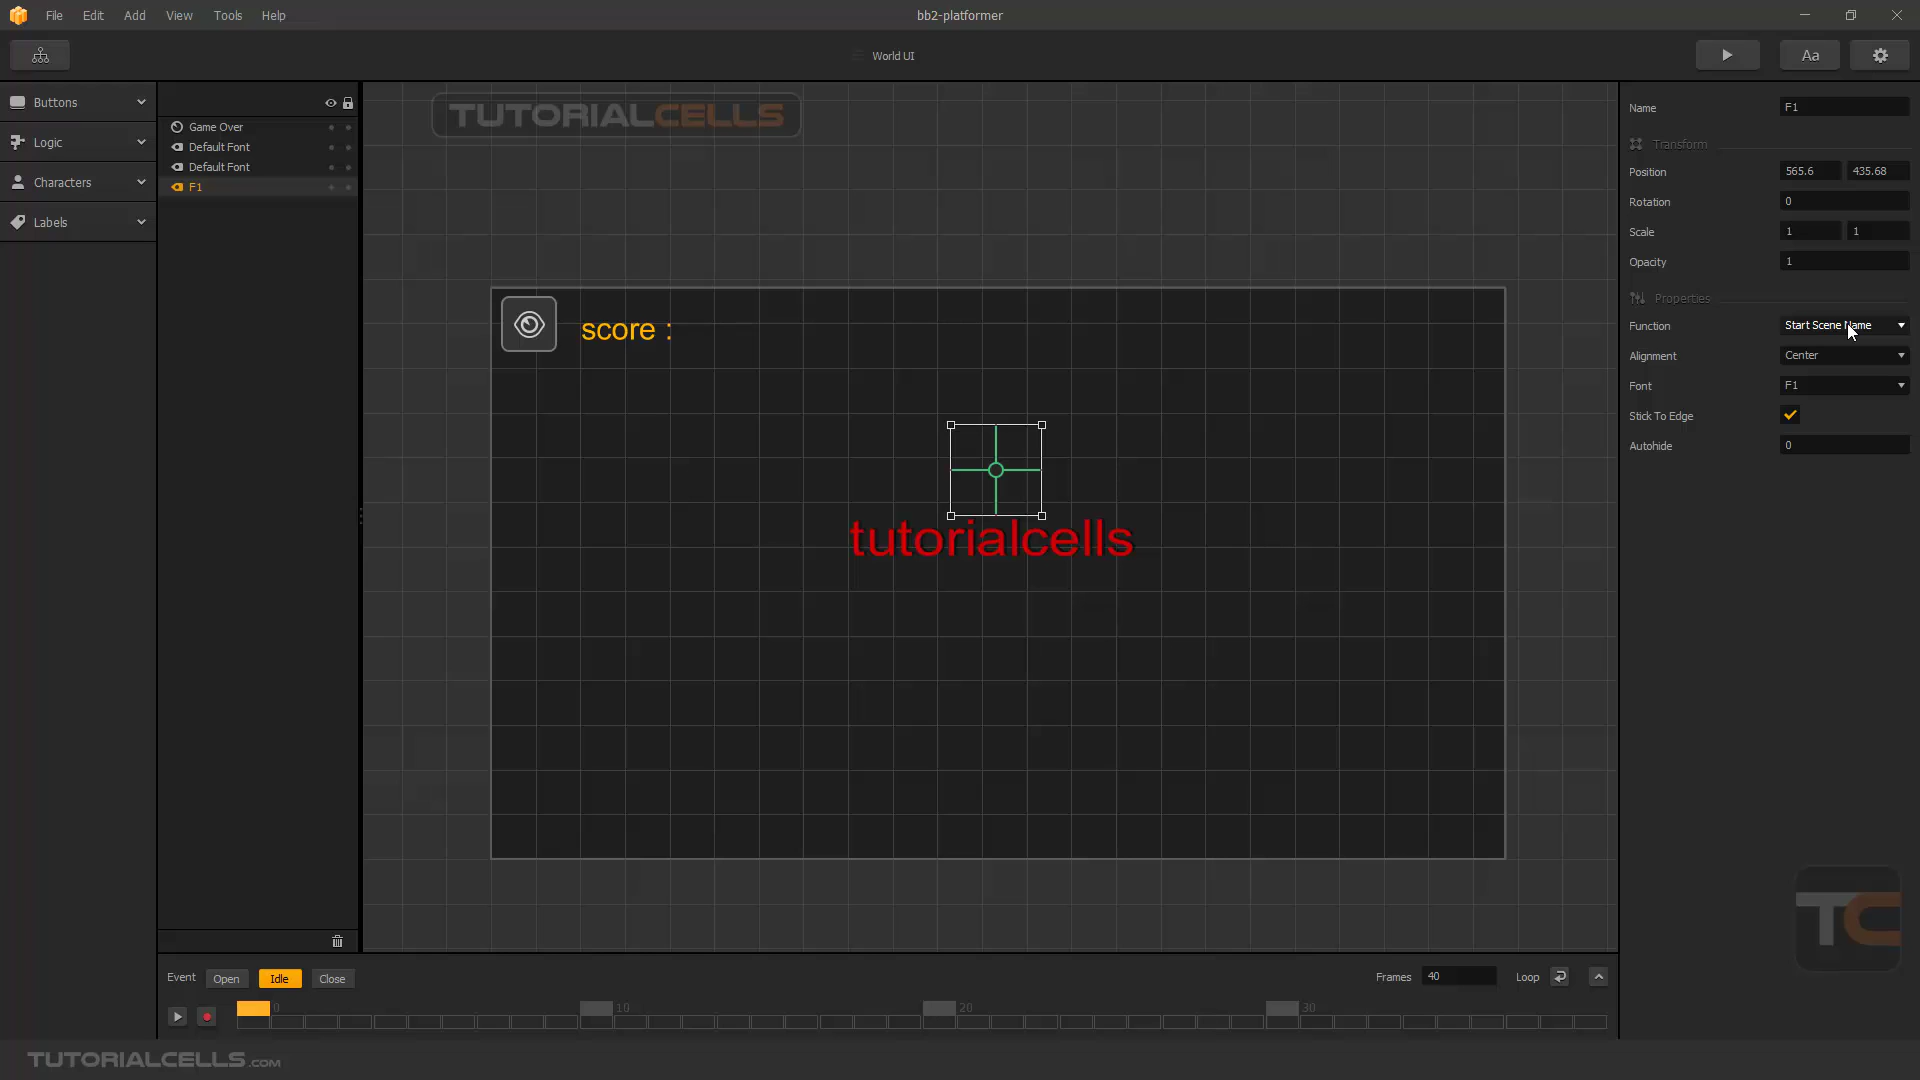 File Edit Add View Tools Help
bb2-platformer
World UI
Aa
Buttons
Logic
Characters
Labels
Game Over
Default Font
Default Font
F1
TUTORIALCELLS
score :
tutorialcells
Name F1
Transform
Position 565.6 435.68
Rotation 0
Scale 1 1
Opacity 1
Properties
Function Start Scene Name
Alignment Center
Font F1
Stick To Edge
Autohide 0
TC
Event Open Idle Close
Frames 40 Loop
0 10 20 30
TUTORIALCELLS.COM